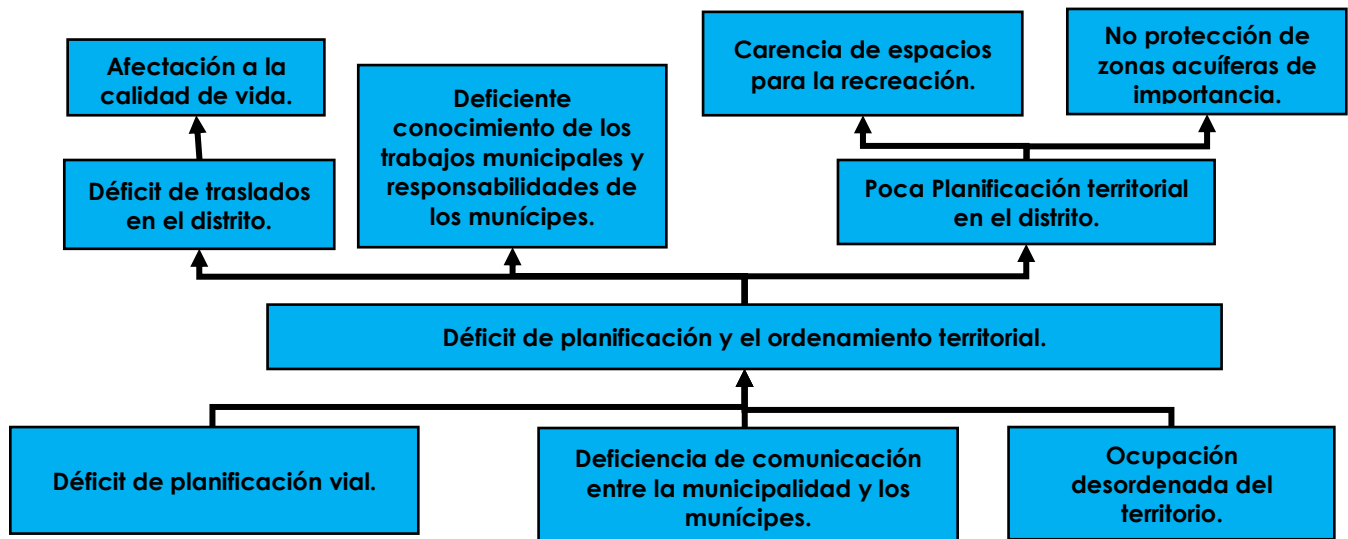 Afectación a la
calidad de vida.
Deficiente
conocimiento de los
trabajos municipales y
responsabilidades de
los munícipes.
Carencia de espacios
para la recreación.
No protección de
zonas acuíferas de
importancia.
Déficit de traslados
en el distrito.
Poca Planificación territorial
en el distrito.
Déficit de planificación y el ordenamiento territorial.
Déficit de planificación vial.
Deficiencia de comunicación
entre la municipalidad y los
munícipes.
Ocupación
desordenada del
territorio.